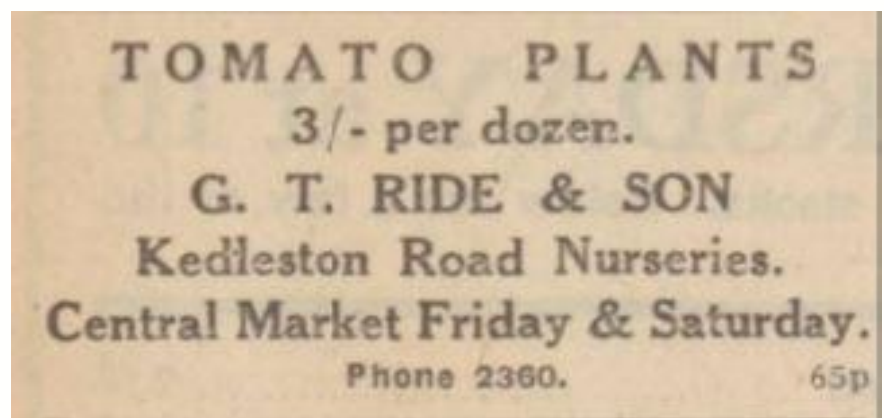 TOMATO PLANTS
3/- per dozen.
G. T. RIDE & SON
Kedleston Road Nurseries.
Central Market Friday & Saturday.
Phone 2360. 65p